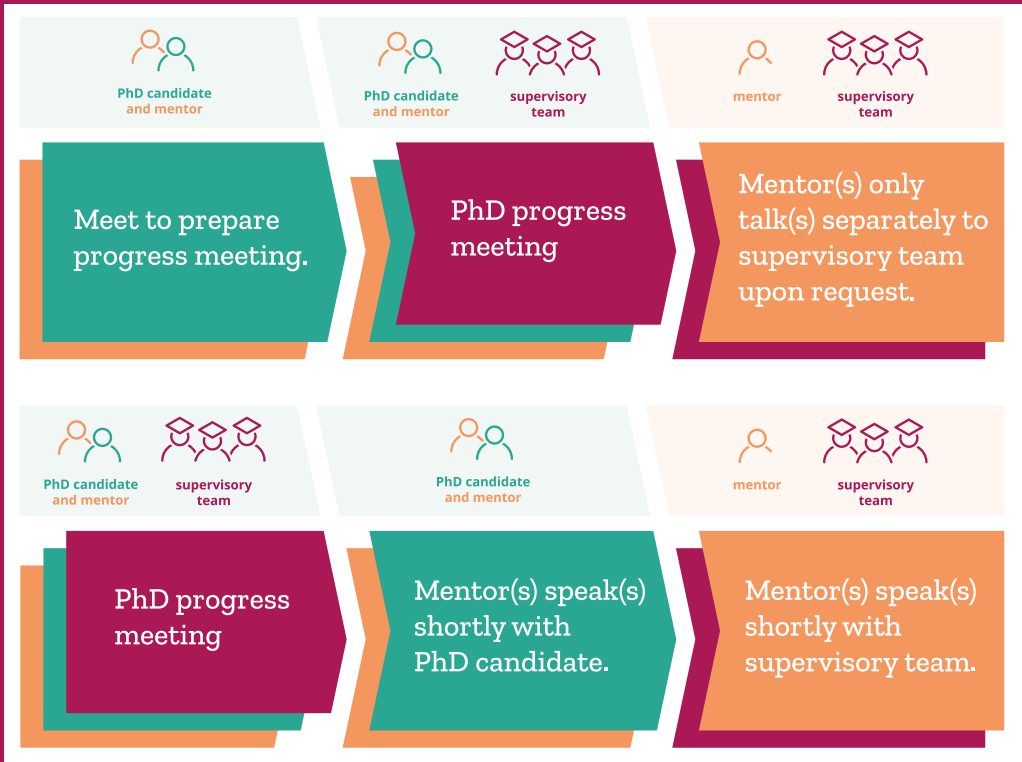 PhD candidate
and mentor
PhD candidate
and mentor
supervisory
team
mentor
supervisory
team
Meet to prepare
progress meeting.
PhD progress
meeting
Mentor(s) only
talk(s) separately to
supervisory team
upon request.
PhD candidate
and mentor
supervisory
team
PhD candidate
and mentor
mentor
supervisory
team
PhD progress
meeting
Mentor(s) speak(s)
shortly with
PhD candidate.
Mentor(s) speak(s)
shortly with
supervisory team.